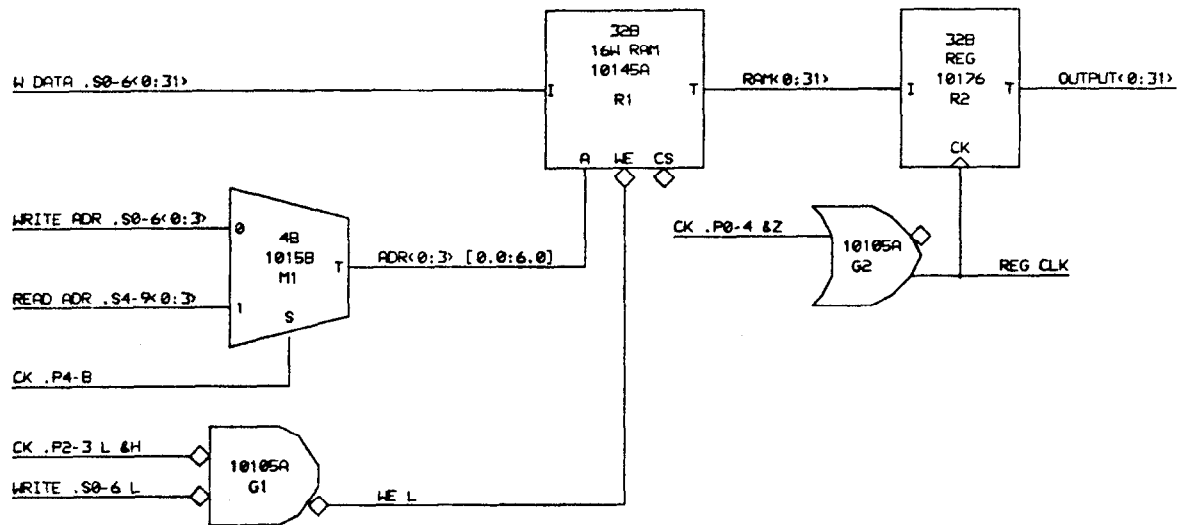 32B
16W RAM
10145A
R1
I
T
A
WE
CS
W DATA .S0-6<0:31>
RAM<0:31>
32B
REG
10176
R2
I
T
CK
OUTPUT<0:31>
WRITE ADR .S0-6<0:3>
0
4B
10158
M1
T
1
S
READ ADR .S4-9<0:3>
ADR<0:3> [0.0:6.0]
CK .P4-8
CK .P0-4 &Z
10105A
G2
REG CLK
CK .P2-3 L &H
WRITE .S0-6 L
10105A
G1
WE L